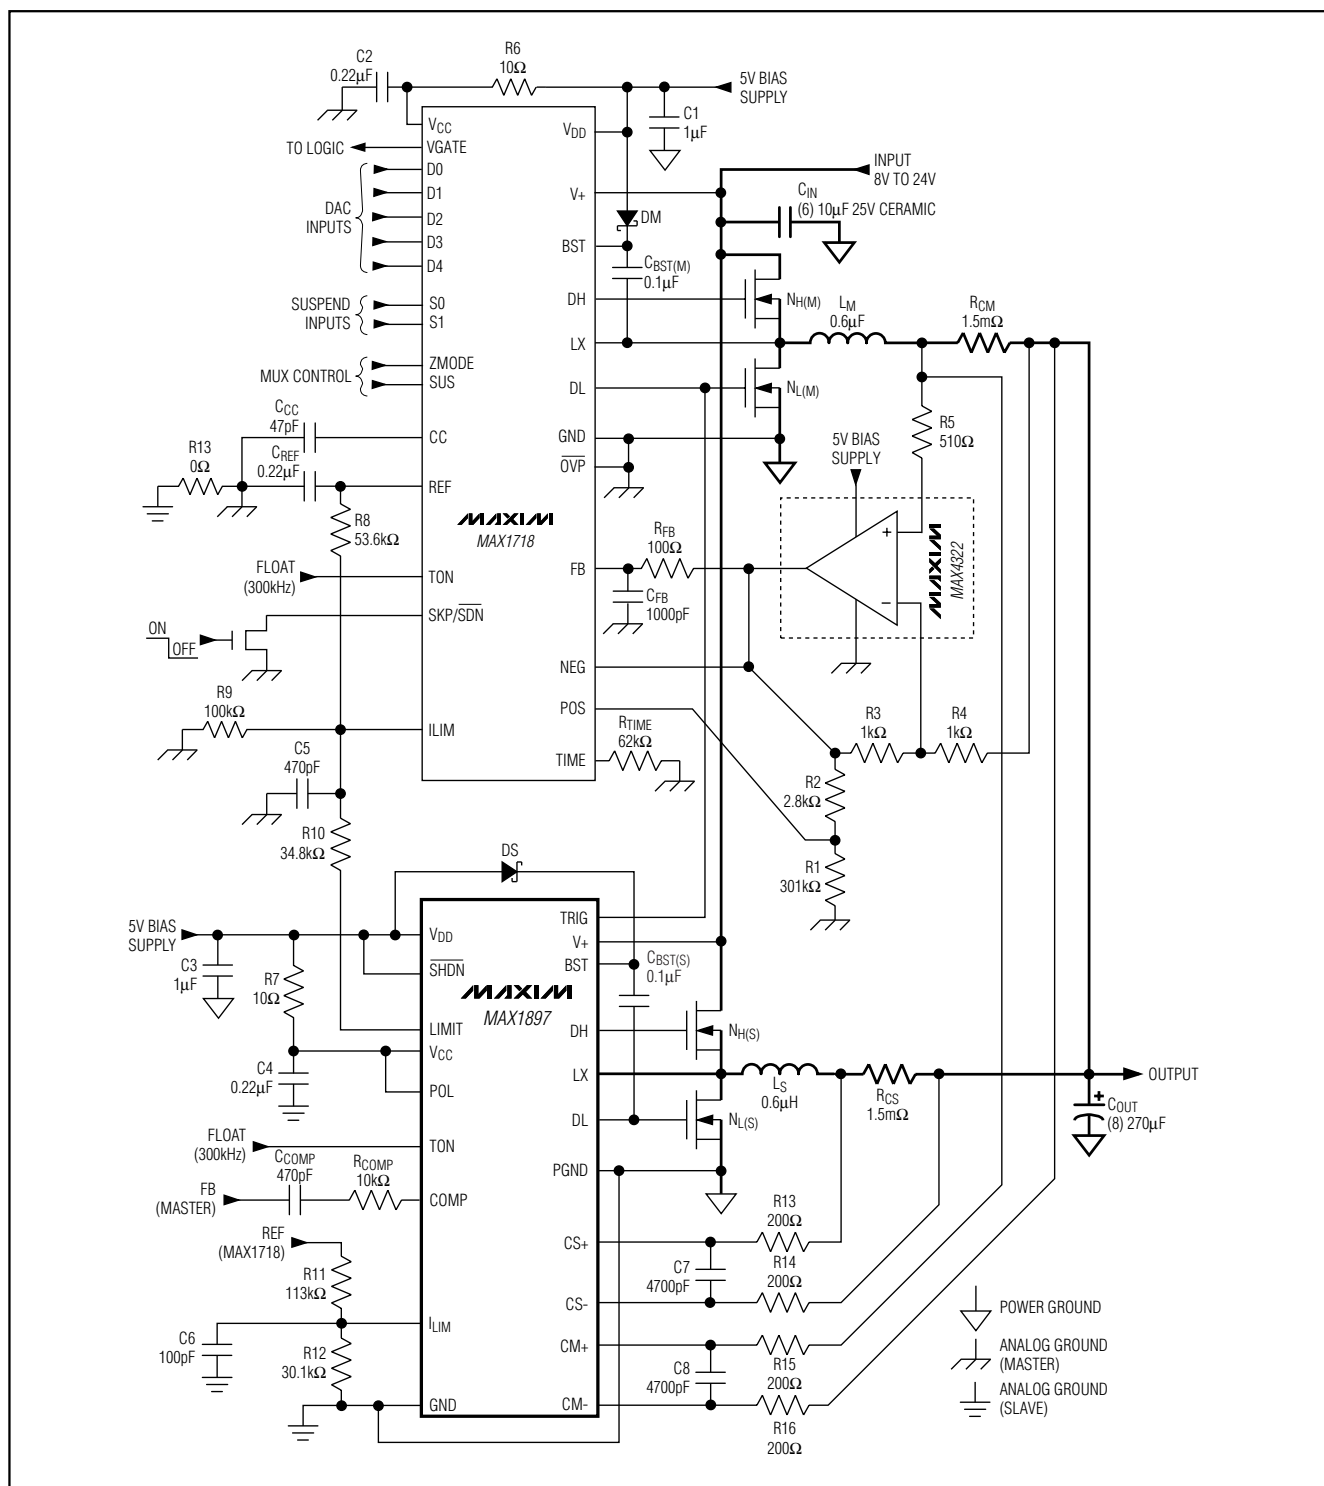 C2
0.22µF
R6
10Ω
5V BIAS
SUPPLY
C1
1µF
VCC
VDD
TO LOGIC
VGATE
D0
D1
D2
D3
D4
DAC
INPUTS
V+
INPUT
8V TO 24V
CIN
(6) 10µF 25V CERAMIC
DM
BST
CBST(M)
0.1µF
SUSPEND
INPUTS
S0
S1
DH
NH(M)
LM
0.6µF
RCM
1.5mΩ
LX
MUX CONTROL
ZMODE
SUS
DL
NL(M)
CCC
47pF
CC
GND
OVP
R5
510Ω
5V BIAS
SUPPLY
R13
0Ω
CREF
0.22µF
REF
R8
53.6kΩ
MAXIM
MAX1718
RFB
100Ω
FB
CFB
1000pF
+
−
MAXIM
MAX4322
FLOAT
(300kHz)
TON
SKP/SDN
ON
OFF
NEG
POS
R9
100kΩ
ILIM
RTIME
62kΩ
TIME
R3
1kΩ
R4
1kΩ
C5
470pF
R2
2.8kΩ
R10
34.8kΩ
R1
301kΩ
DS
5V BIAS
SUPPLY
C3
1µF
R7
10Ω
VDD
SHDN
TRIG
V+
BST
CBST(S)
0.1µF
MAXIM
MAX1897
LIMIT
DH
NH(S)
VCC
C4
0.22µF
POL
LX
LS
0.6µH
RCS
1.5mΩ
OUTPUT
+
COUT
(8) 270µF
DL
NL(S)
FLOAT
(300kHz)
TON
CCOMP
470pF
RCOMP
10kΩ
FB
(MASTER)
COMP
PGND
REF
(MAX1718)
R11
113kΩ
CS+
R13
200Ω
C7
4700pF
R14
200Ω
CS-
POWER GROUND
C6
100pF
ILIM
R12
30.1kΩ
CM+
R15
200Ω
C8
4700pF
ANALOG GROUND
(MASTER)
GND
CM-
R16
200Ω
ANALOG GROUND
(SLAVE)